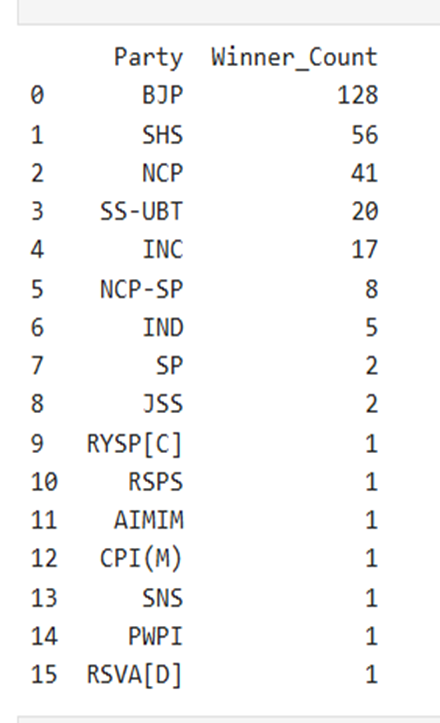 Party Winner_Count
0 BJP 128
1 SHS 56
2 NCP 41
3 SS-UBT 20
4 INC 17
5 NCP-SP 8
6 IND 5
7 SP 2
8 JSS 2
9 RYSP[C] 1
10 RSPS 1
11 AIMIM 1
12 CPI(M) 1
13 SNS 1
14 PWPI 1
15 RSVA[D] 1